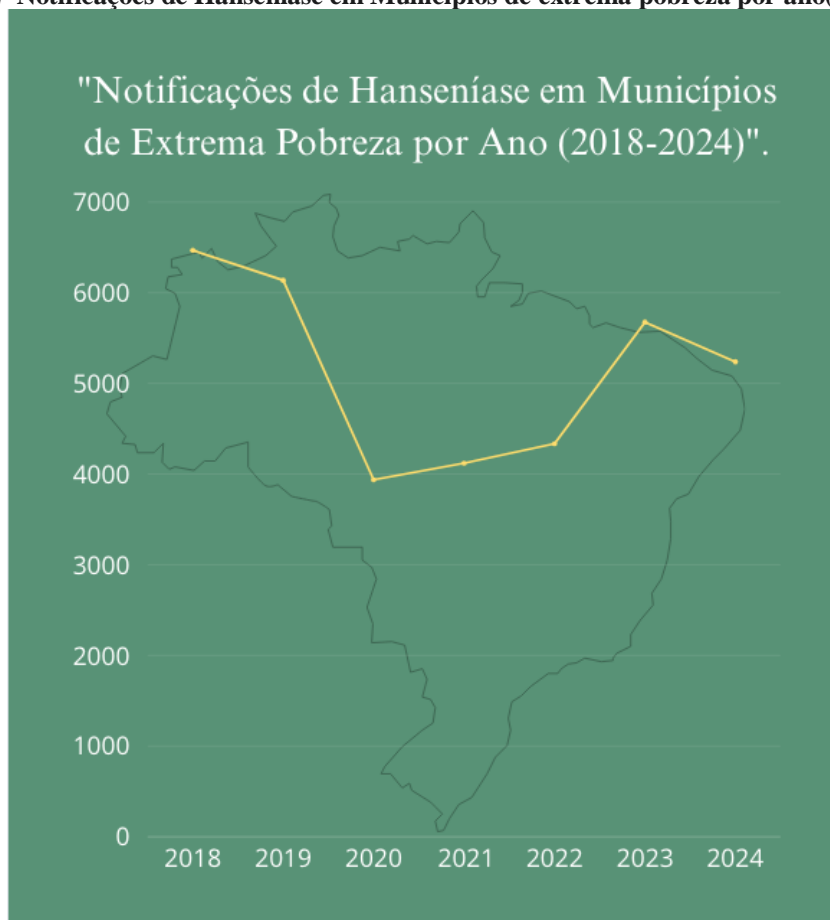 Notificações de Hanseníase em Municípios de extrema pobreza por ano(
"Notificações de Hanseníase em Municípios
de Extrema Pobreza por Ano (2018-2024)".
7000
6000
5000
4000
3000
2000
1000
0
2018 2019 2020 2021 2022 2023 2024